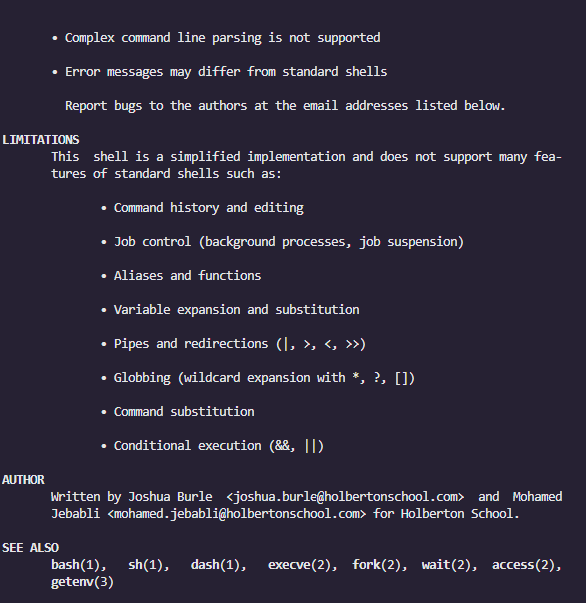 • Complex command line parsing is not supported
• Error messages may differ from standard shells
Report bugs to the authors at the email addresses listed below.
LIMITATIONS
This shell is a simplified implementation and does not support many fea-
tures of standard shells such as:
• Command history and editing
• Job control (background processes, job suspension)
• Aliases and functions
• Variable expansion and substitution
• Pipes and redirections (|, >, <, >>)
• Globbing (wildcard expansion with *, ?, [])
• Command substitution
• Conditional execution (&&, ||)
AUTHOR
Written by Joshua Burle <joshua.burle@holbertonschool.com> and Mohamed
Jebabli <mohamed.jebabli@holbertonschool.com> for Holberton School.
SEE ALSO
bash(1), sh(1), dash(1), execve(2), fork(2), wait(2), access(2),
getenv(3)